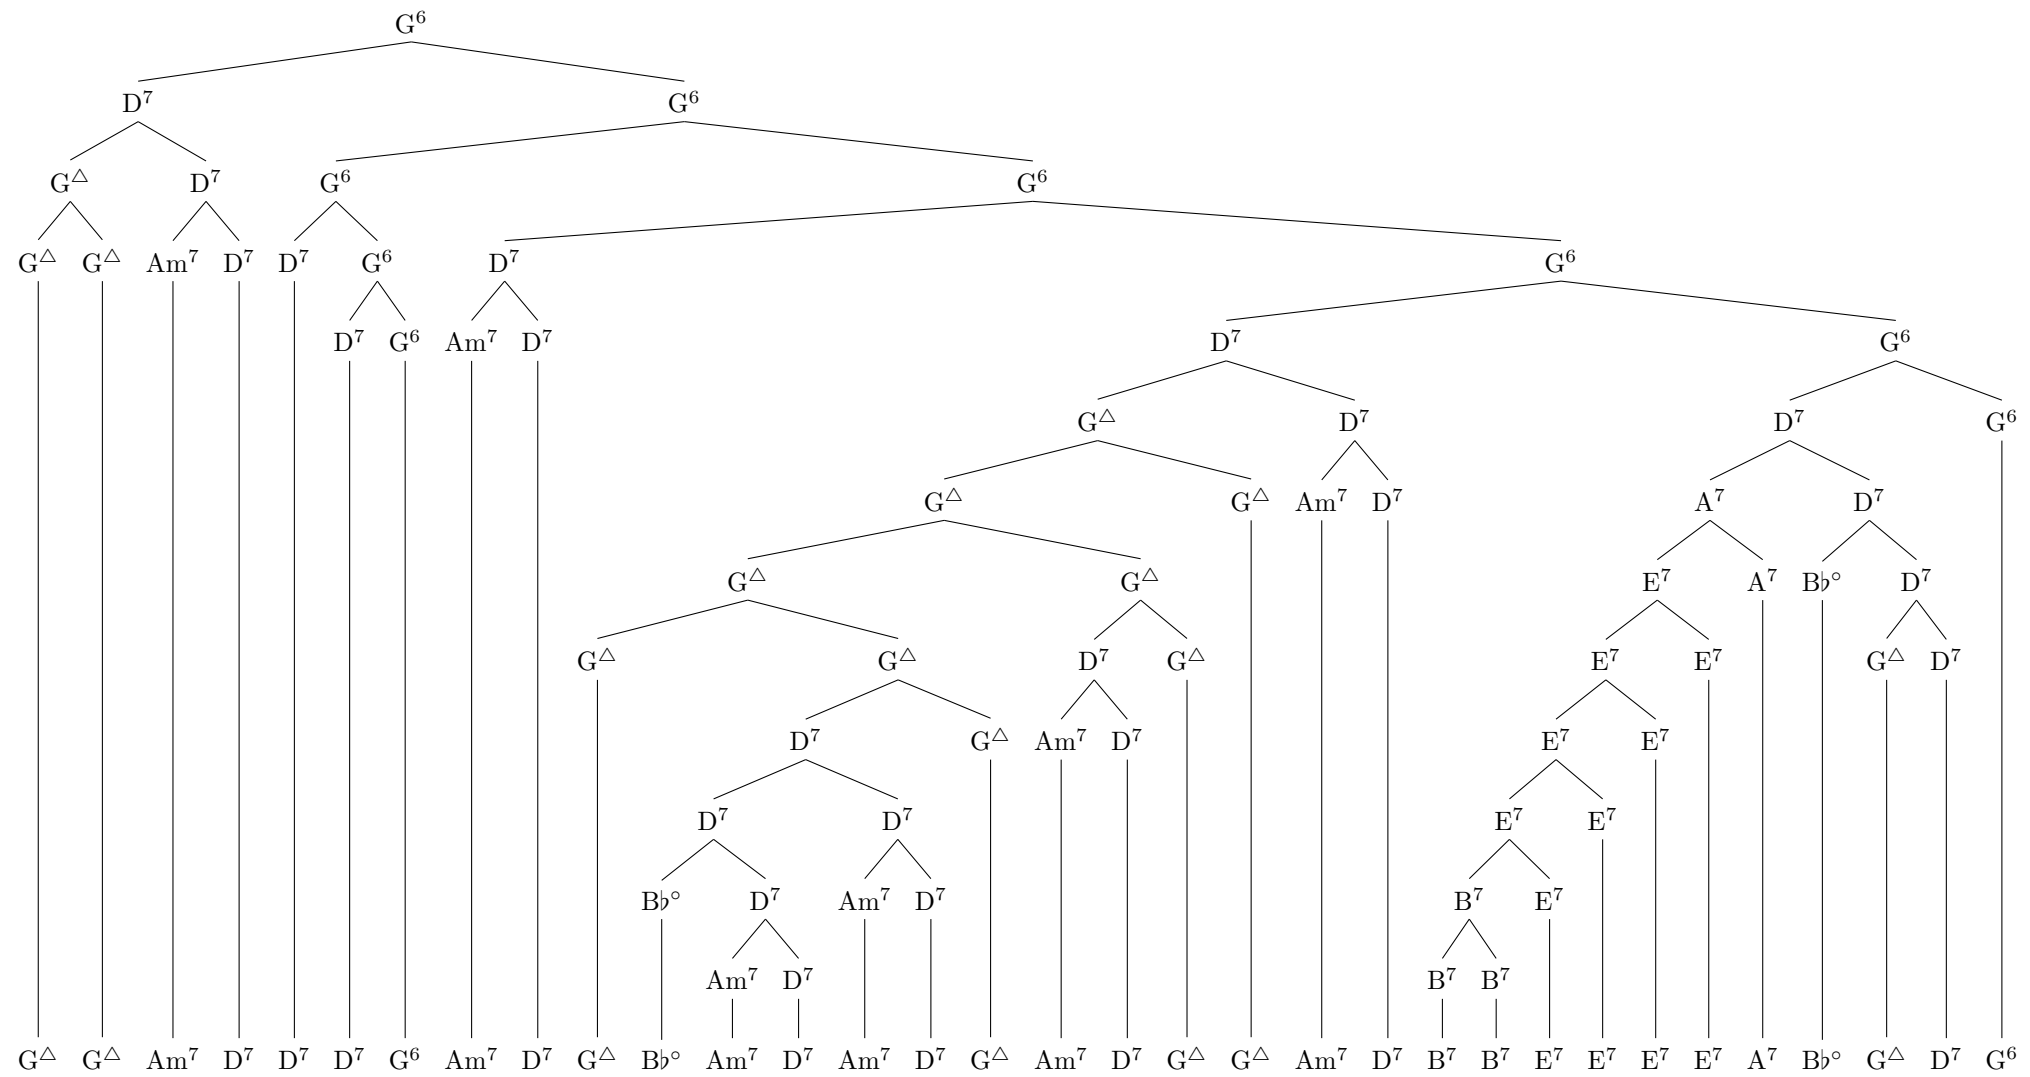 G⁶
D⁷ G⁶
G△ D⁷ G⁶ G⁶
G△ G△ Am⁷ D⁷ D⁷ G⁶ D⁷ G⁶
D⁷ G⁶ Am⁷ D⁷ D⁷ G⁶
G△ D⁷ D⁷ G⁶
G△ G△ Am⁷ D⁷ A⁷ D⁷
G△ G△ E⁷ A⁷ B♭° D⁷
G△ G△ D⁷ G△ E⁷ E⁷ G△ D⁷
D⁷ G△ Am⁷ D⁷ E⁷ E⁷
D⁷ D⁷ E⁷ E⁷
B♭° D⁷ Am⁷ D⁷ B⁷ E⁷
Am⁷ D⁷ B⁷ B⁷
G△ G△ Am⁷ D⁷ D⁷ D⁷ G⁶ Am⁷ D⁷ G△ B♭° Am⁷ D⁷ Am⁷ D⁷ G△ Am⁷ D⁷ G△ G△ Am⁷ D⁷ B⁷ B⁷ E⁷ E⁷ E⁷ E⁷ A⁷ B♭° G△ D⁷ G⁶